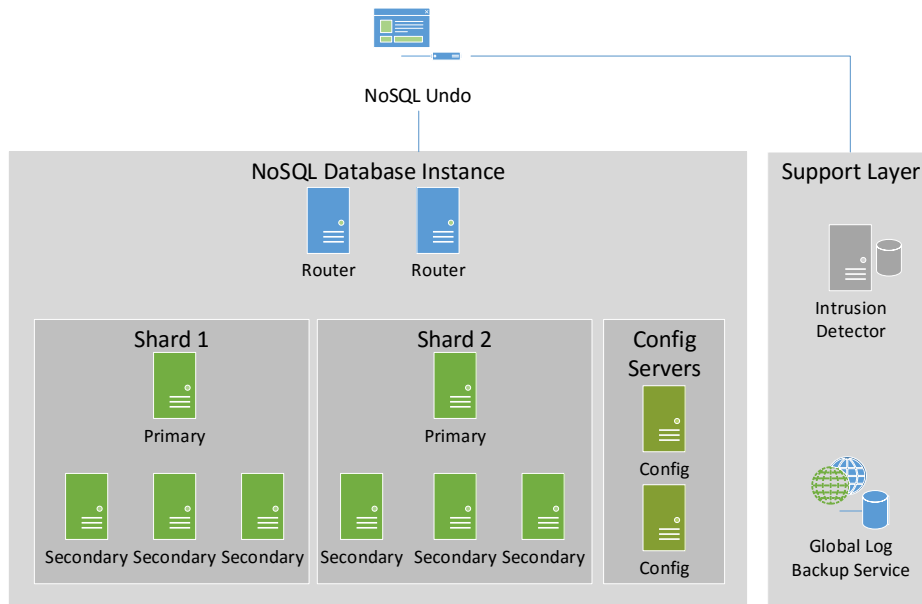 NoSQL Undo
NoSQL Database Instance
Router
Router
Shard 1
Primary
Secondary
Secondary
Secondary
Shard 2
Primary
Secondary
Secondary
Secondary
Config
Servers
Config
Config
Support Layer
Intrusion
Detector
Global Log
Backup Service